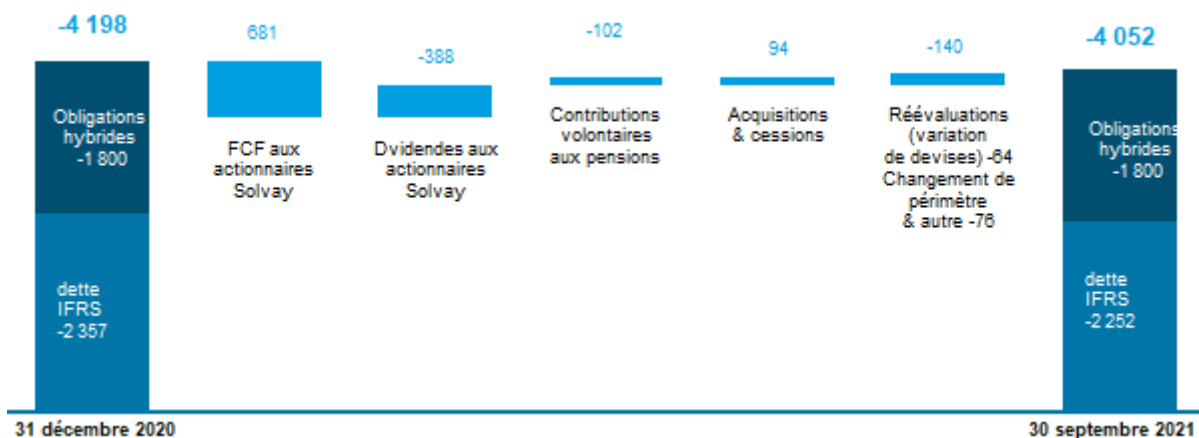 -4 198
Obligations
hybrides
-1 800
dette
IFRS
-2 357
31 décembre 2020
681
FCF aux
actionnaires
Solvay
-388
Dvidendes aux
actionnaires
Solvay
-102
Contributions
volontaires
aux pensions
94
Acquisitions
& cessions
-140
Réévaluations
(variation
de devises) -64
Changement de
périmètre
& autre -76
-4 052
Obligations
hybrides
-1 800
dette
IFRS
-2 252
30 septembre 2021